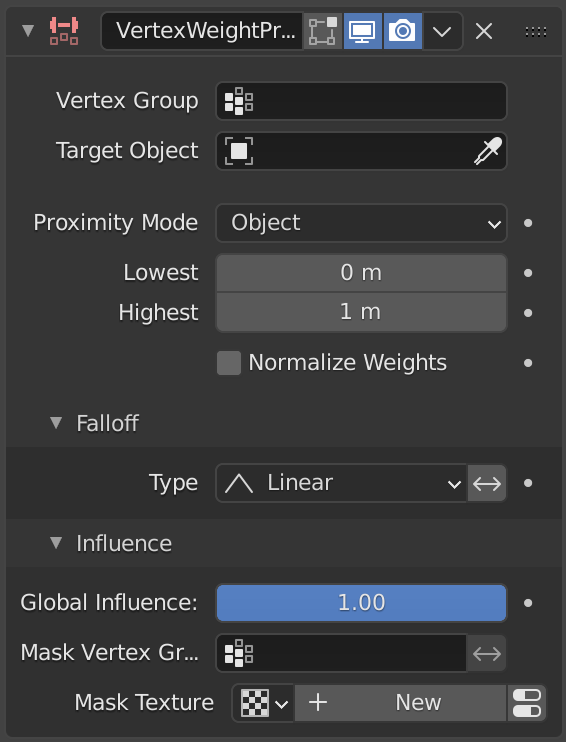 VertexWeightPr...
Vertex Group
Target Object
Proximity Mode Object
Lowest 0 m
Highest 1 m
Normalize Weights
Falloff
Type Linear
Influence
Global Influence: 1.00
Mask Vertex Gr...
Mask Texture New